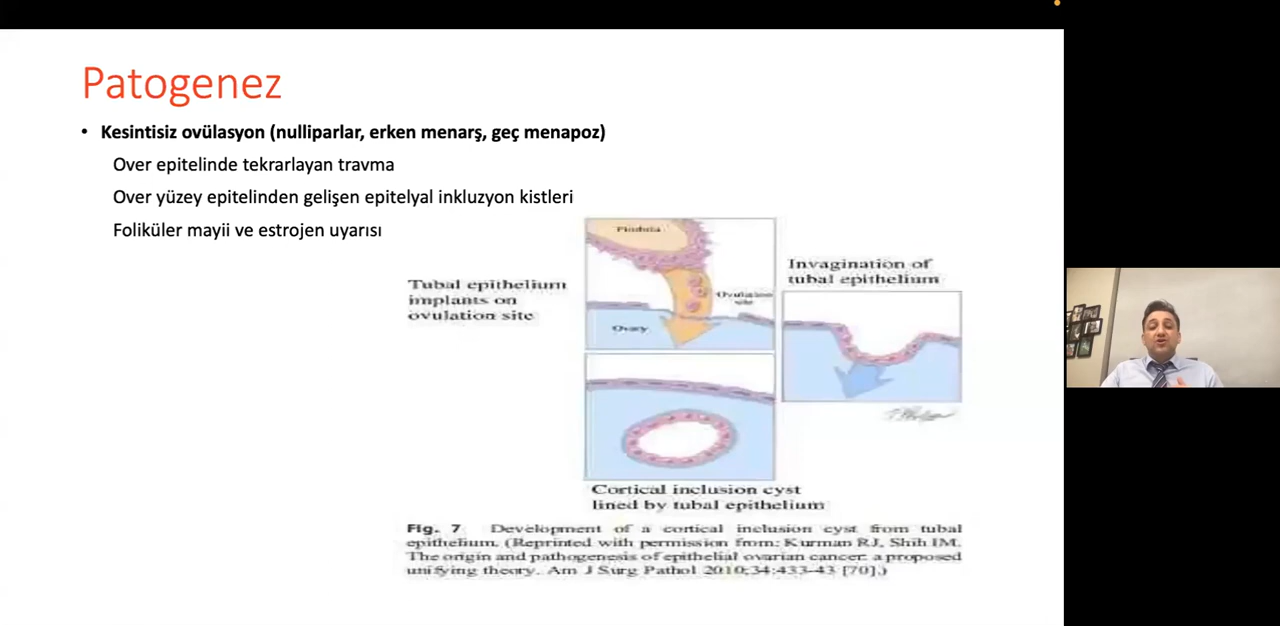 Patogenez
• Kesintisiz ovülasyon (nulliparlar, erken menarş, geç menapoz)
Over epitelinde tekrarlayan travma
Over yüzey epitelinden gelişen epitelyal inkluzyon kistleri
Foliküler mayii ve estrojen uyarısı
Tubal epithelium
implants on
ovulation site
Ovulation
site
Ovary
Invagination of
tubal epithelium
Cortical inclusion cyst
lined by tubal epithelium
Fig. 7 Development of a cortical inclusion cyst from tubal
epithelium. (Reprinted with permission from: Kurman RJ, Shih IM.
The origin and pathogenesis of epithelial ovarian cancer: a proposed
unifying theory. Am J Surg Pathol 2010;34:433-43 [70].)